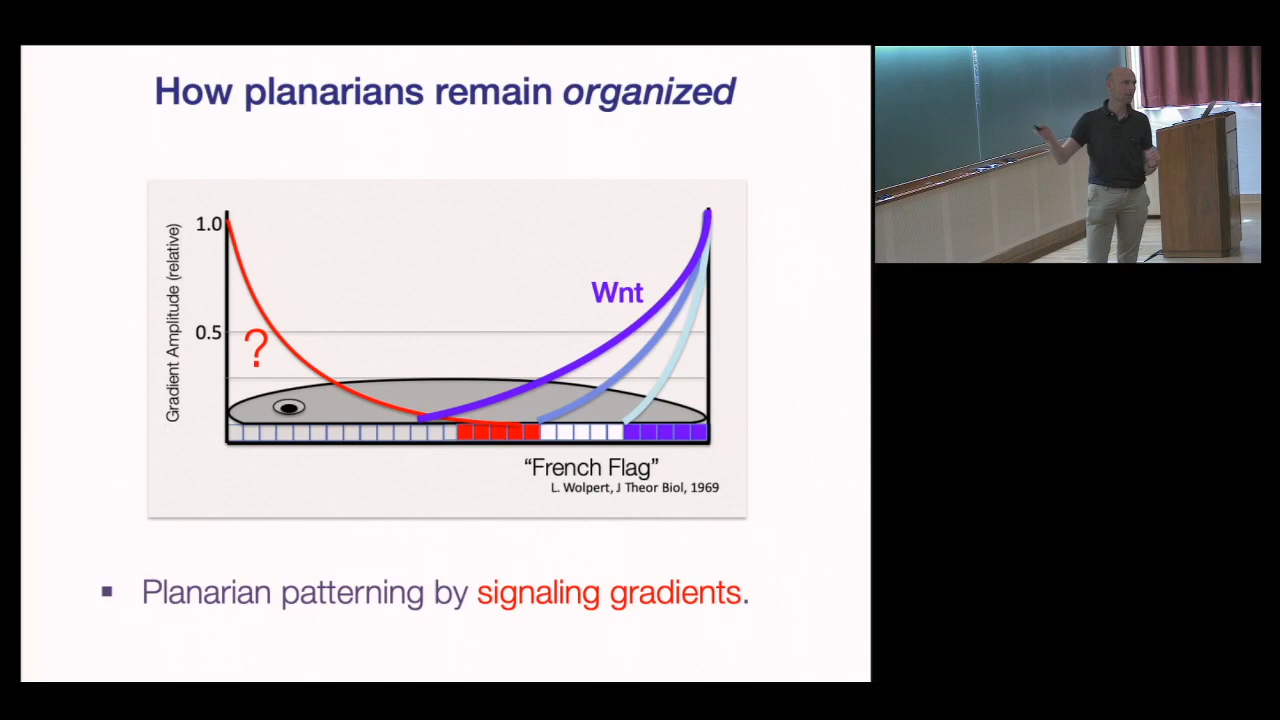 How planarians remain organized
Gradient Amplitude (relative)
1.0
0.5
?
Wnt
“French Flag”
L. Wolpert, J Theor Biol, 1969
▪ Planarian patterning by signaling gradients.